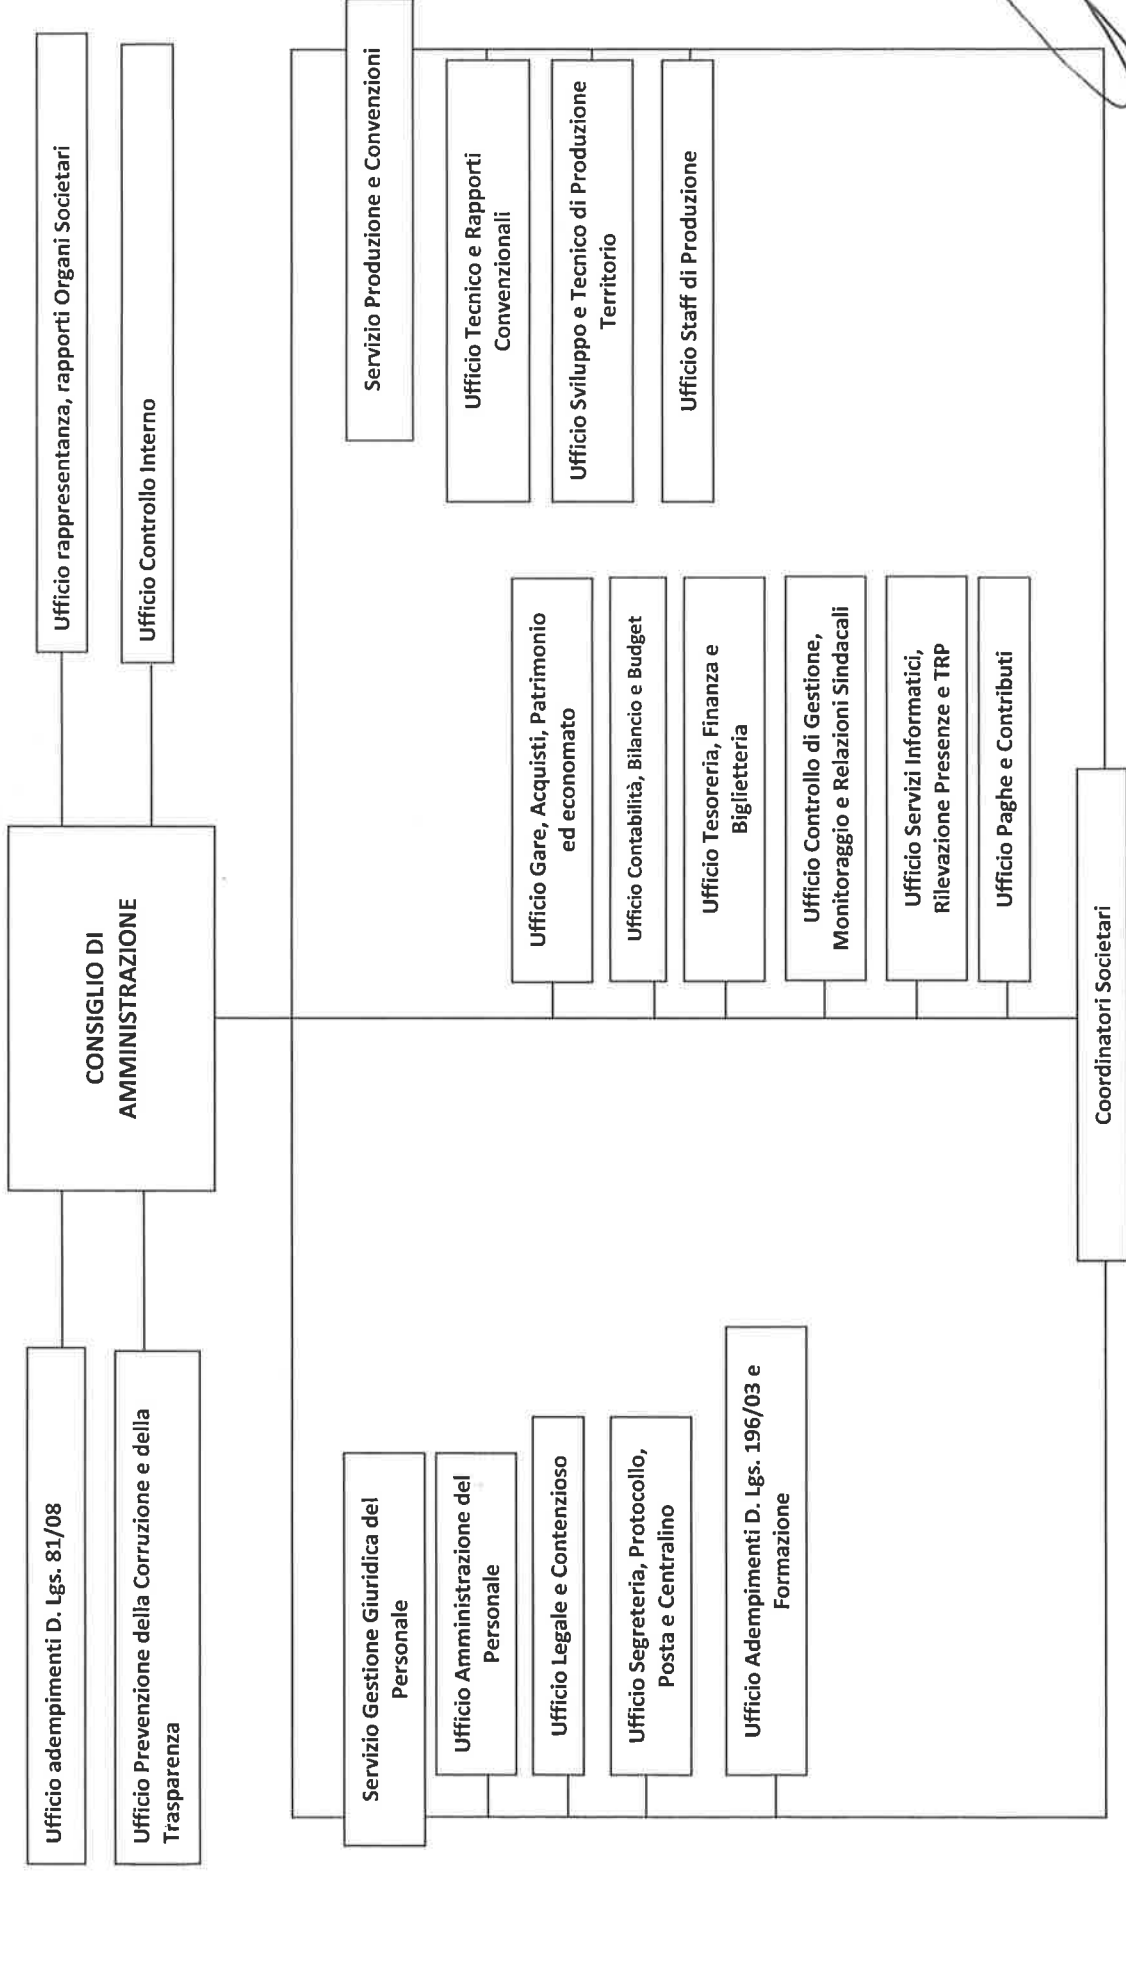 Ufficio adempimenti D. Lgs. 81/08
Ufficio Prevenzione della Corruzione e della
Trasparenza
CONSIGLIO DI
AMMINISTRAZIONE
Ufficio rappresentanza, rapporti Organi Societari
Ufficio Controllo Interno
Servizio Gestione Giuridica del
Personale
Ufficio Amministrazione del
Personale
Ufficio Legale e Contenzioso
Ufficio Segreteria, Protocollo,
Posta e Centralino
Ufficio Adempimenti D. Lgs. 196/03 e
Formazione
Ufficio Gare, Acquisti, Patrimonio
ed economato
Ufficio Contabilità, Bilancio e Budget
Ufficio Tesoreria, Finanza e
Biglietteria
Ufficio Controllo di Gestione,
Monitoraggio e Relazioni Sindacali
Ufficio Servizi Informatici,
Rilevazione Presenze e TRP
Ufficio Paghe e Contributi
Servizio Produzione e Convenzioni
Ufficio Tecnico e Rapporti
Convenzionali
Ufficio Sviluppo e Tecnico di Produzione
Territorio
Ufficio Staff di Produzione
Coordinatori Societari